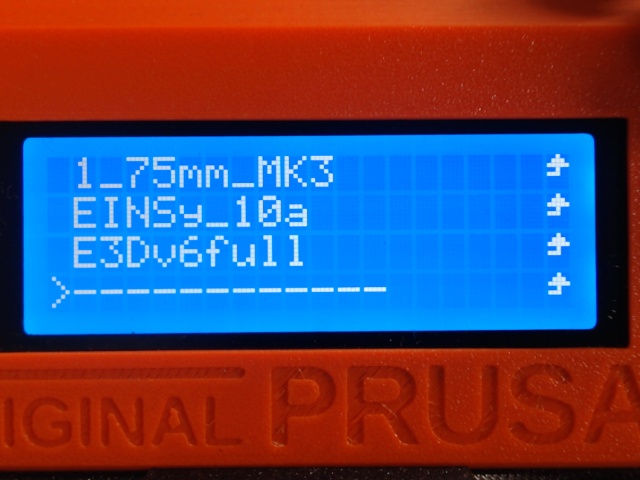 1_75mm_MK3
EINSy_10a
E3Dv6full
>------------
IGINAL PRUSA